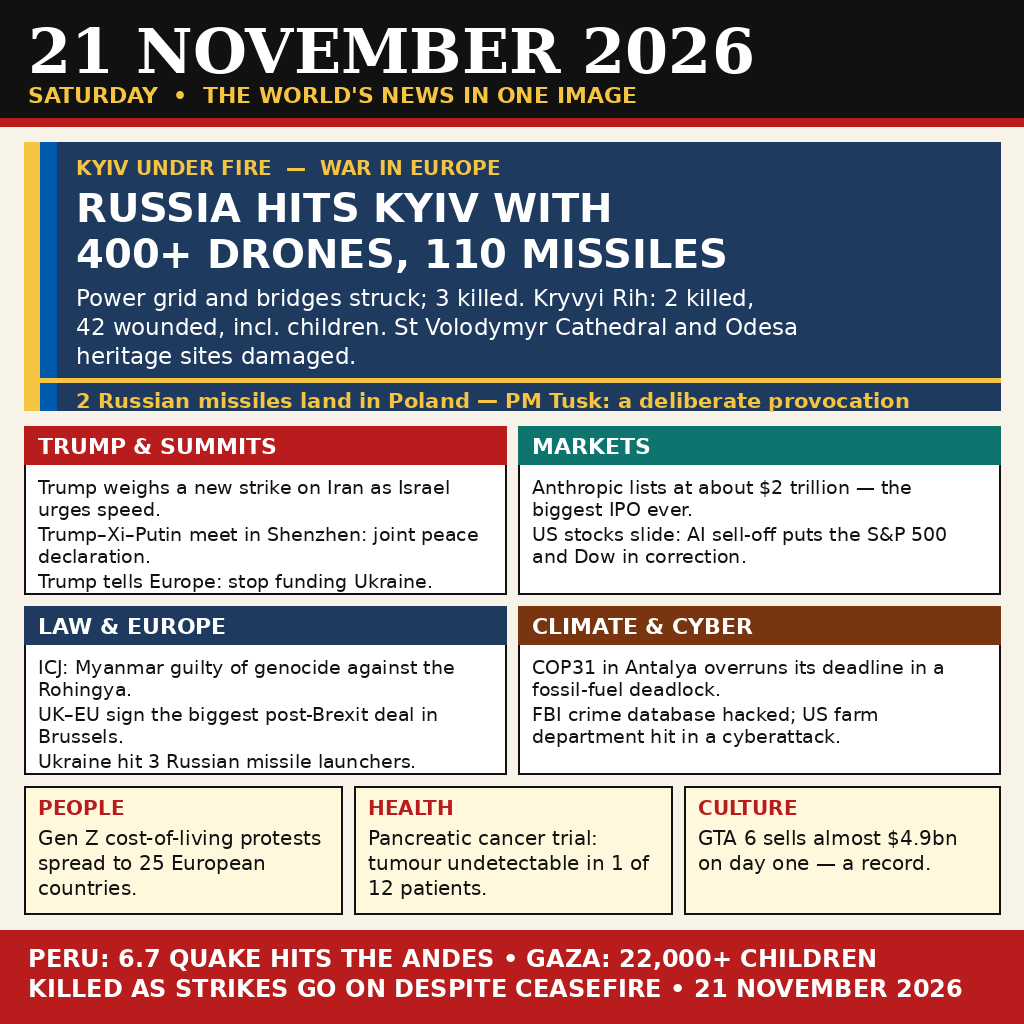 21 NOVEMBER 2026
SATURDAY • THE WORLD'S NEWS IN ONE IMAGE
KYIV UNDER FIRE — WAR IN EUROPE
RUSSIA HITS KYIV WITH
400+ DRONES, 110 MISSILES
Power grid and bridges struck; 3 killed. Kryvyi Rih: 2 killed,
42 wounded, incl. children. St Volodymyr Cathedral and Odesa
heritage sites damaged.
2 Russian missiles land in Poland — PM Tusk: a deliberate provocation
TRUMP & SUMMITS
Trump weighs a new strike on Iran as Israel
urges speed.
Trump–Xi–Putin meet in Shenzhen: joint peace
declaration.
Trump tells Europe: stop funding Ukraine.
MARKETS
Anthropic lists at about $2 trillion — the
biggest IPO ever.
US stocks slide: AI sell-off puts the S&P 500
and Dow in correction.
LAW & EUROPE
ICJ: Myanmar guilty of genocide against the
Rohingya.
UK–EU sign the biggest post-Brexit deal in
Brussels.
Ukraine hit 3 Russian missile launchers.
CLIMATE & CYBER
COP31 in Antalya overruns its deadline in a
fossil-fuel deadlock.
FBI crime database hacked; US farm
department hit in a cyberattack.
PEOPLE
Gen Z cost-of-living protests
spread to 25 European
countries.
HEALTH
Pancreatic cancer trial:
tumour undetectable in 1 of
12 patients.
CULTURE
GTA 6 sells almost $4.9bn
on day one — a record.
PERU: 6.7 QUAKE HITS THE ANDES • GAZA: 22,000+ CHILDREN
KILLED AS STRIKES GO ON DESPITE CEASEFIRE • 21 NOVEMBER 2026